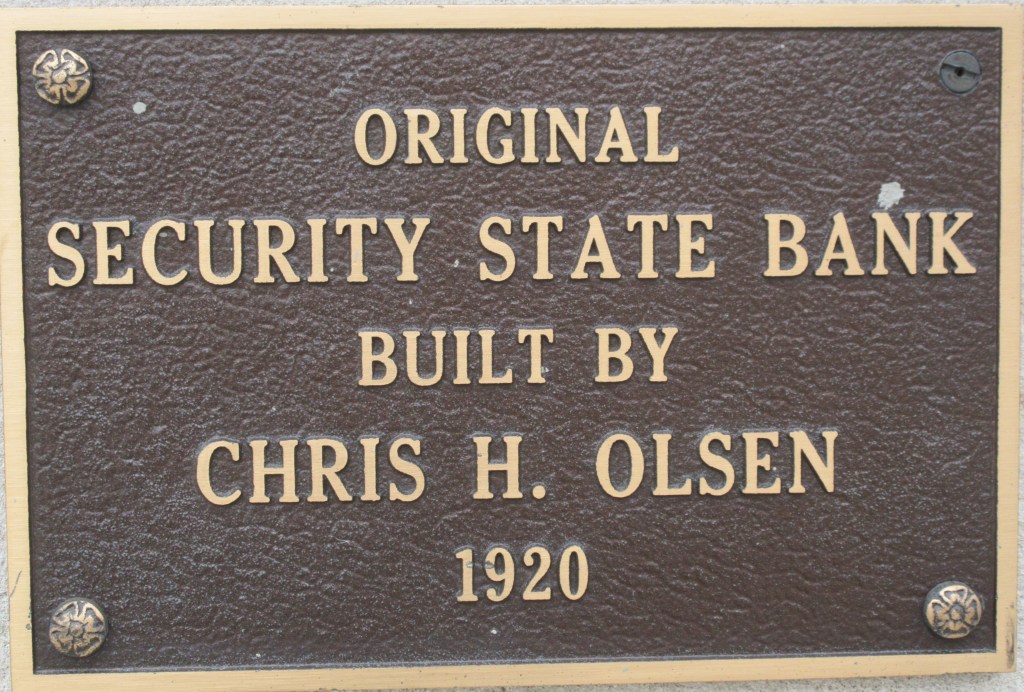 ORIGINAL
SECURITY STATE BANK
BUILT BY
CHRIS H. OLSEN
1920